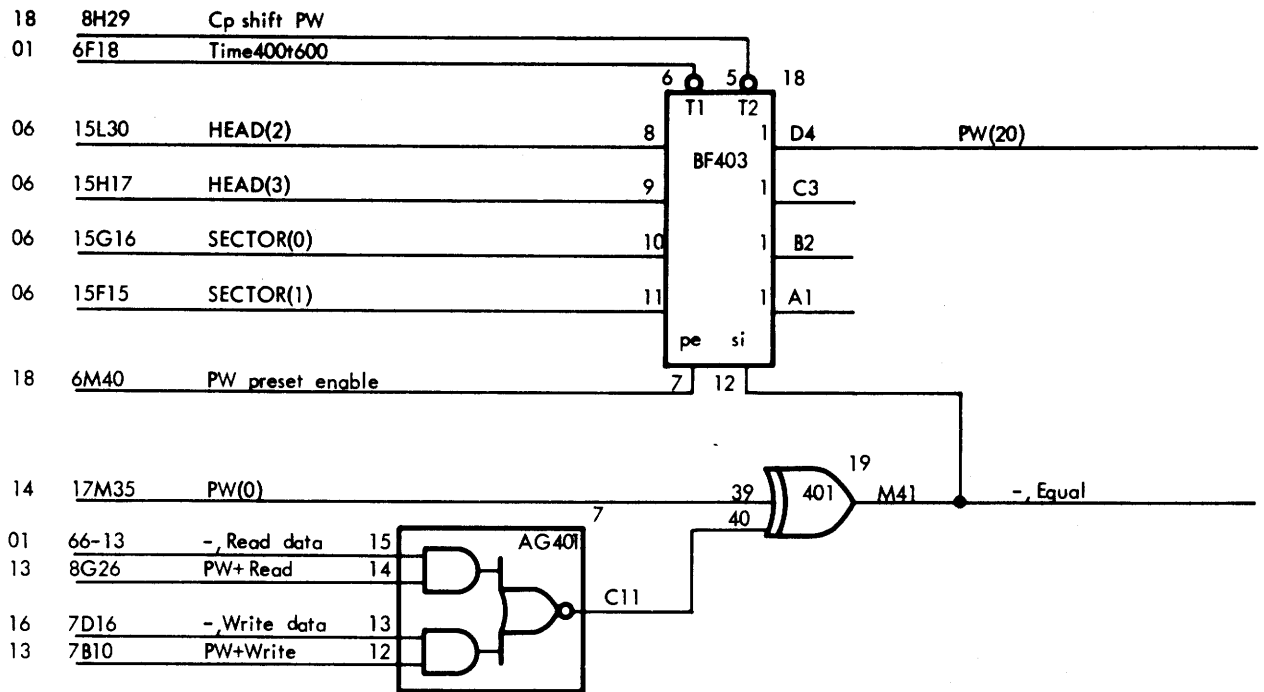 18 8H29 Cp shift PW
01 6F18 Time400t600
6 5 18
T1 T2
06 15L30 HEAD(2) 8 1 D4 PW(20)
BF403
06 15H17 HEAD(3) 9 1 C3
06 15G16 SECTOR(0) 10 1 B2
06 15F15 SECTOR(1) 11 1 A1
pe si
18 6M40 PW preset enable 7 12
19
14 17M35 PW(0) 39 401 M41 -,Equal
7 40
01 66-13 -,Read data 15 AG401
13 8G26 PW+Read 14
C11
16 7D16 -,Write data 13
13 7B10 PW+Write 12